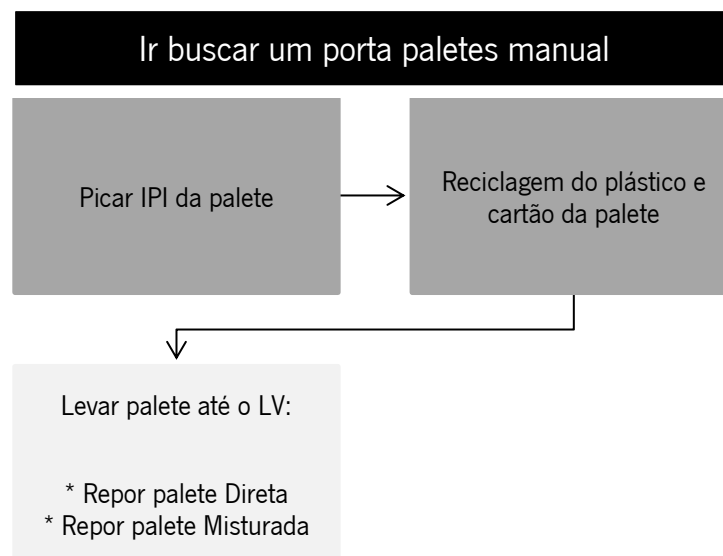 Ir buscar um porta paletes manual
Picar IPI da palete
Reciclagem do plástico e
cartão da palete
Levar palete até o LV:
* Repor palete Direta
* Repor palete Misturada